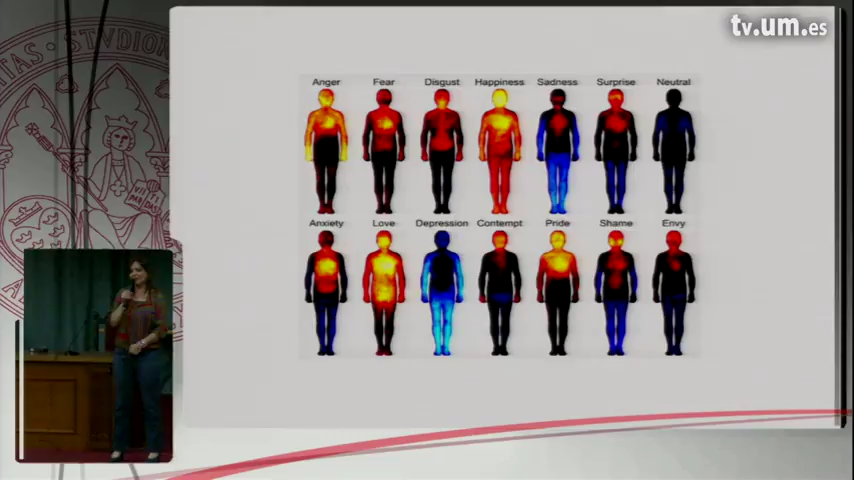 tv.um.es
Anger Fear Disgust Happiness Sadness Surprise Neutral
Anxiety Love Depression Contempt Pride Shame Envy